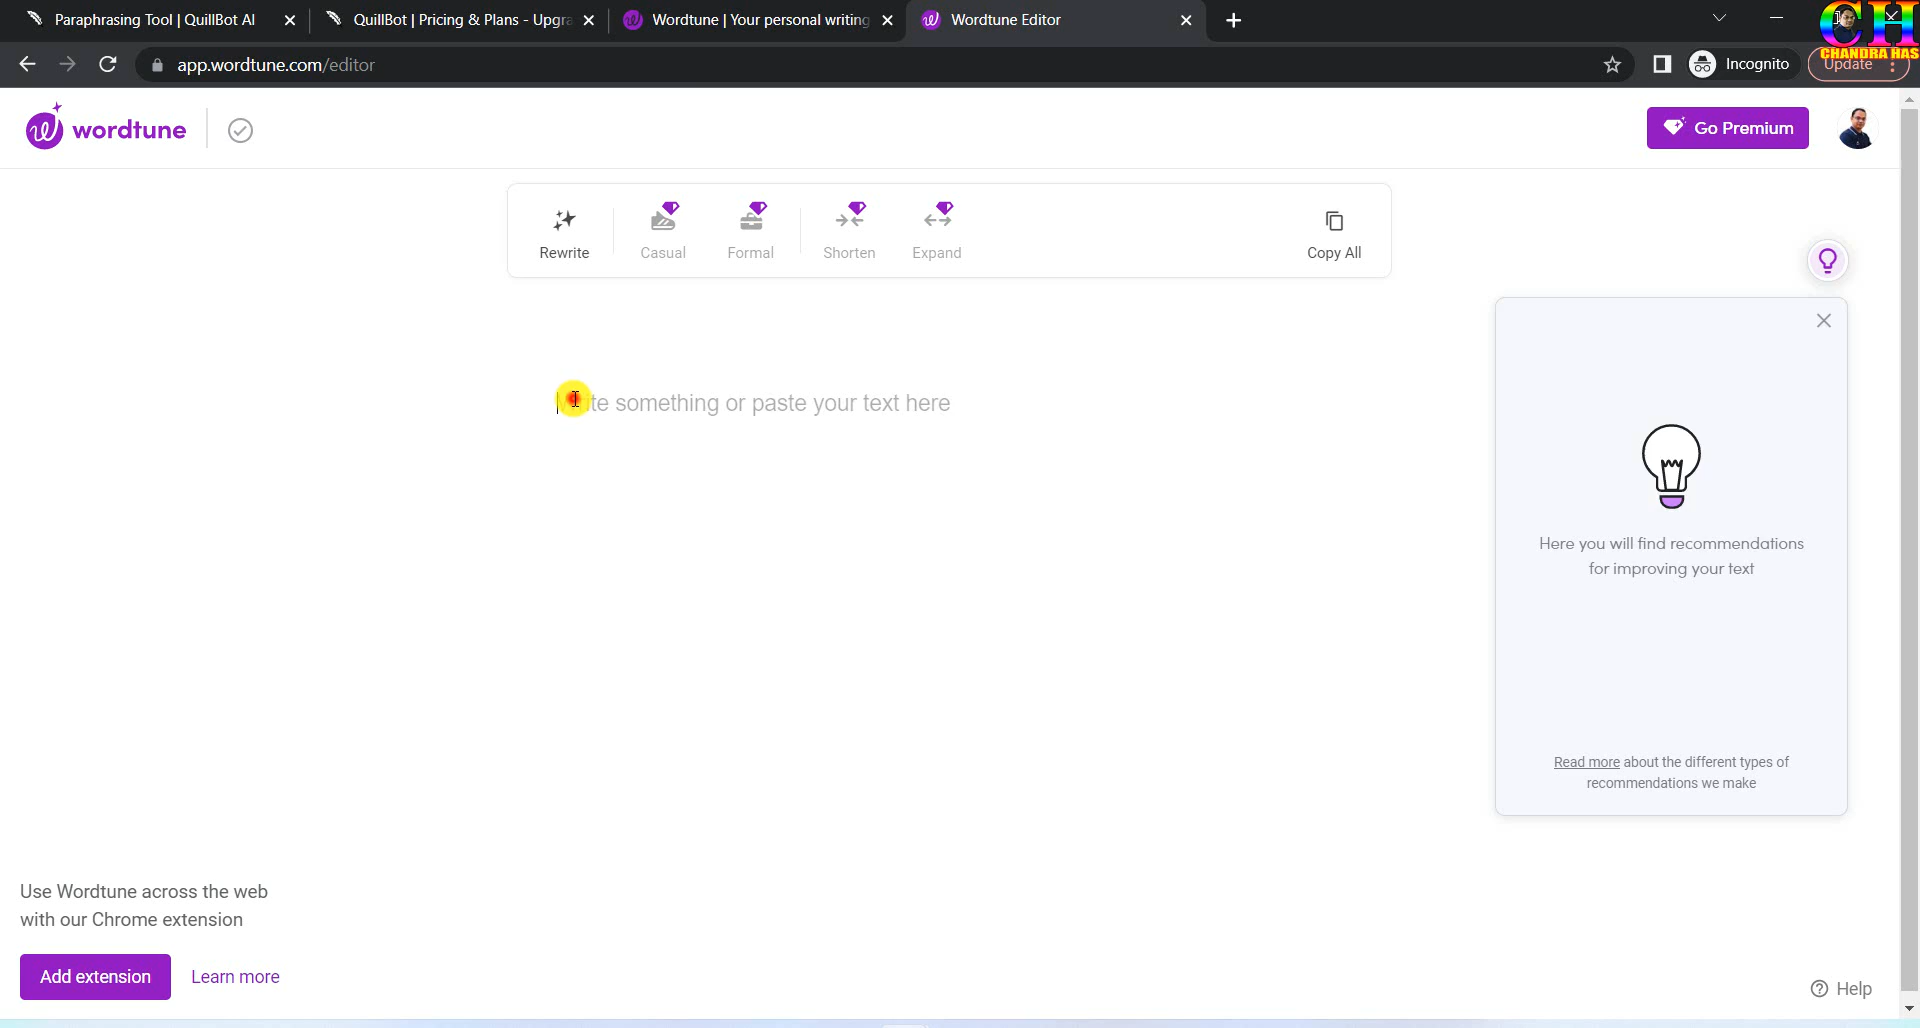 Paraphrasing Tool | QuillBot AI
QuillBot | Pricing & Plans - Upgra
Wordtune | Your personal writing
Wordtune Editor
CH
CHANDRA HAS
app.wordtune.com/editor
Incognito
Update
wordtune
Go Premium
Rewrite
Casual
Formal
Shorten
Expand
Copy All
Write something or paste your text here
Here you will find recommendations
for improving your text
Read more about the different types of
recommendations we make
Use Wordtune across the web
with our Chrome extension
Add extension
Learn more
Help